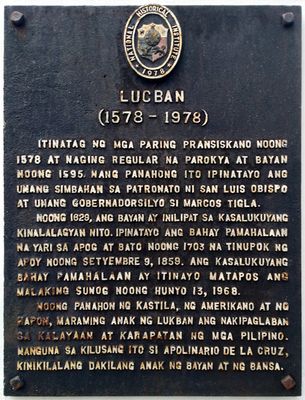 NATIONAL HISTORICAL INSTITUTE
1978
LUCBAN
(1578 - 1978)
ITINATAG NG MGA PARING PRANSISKANO NOONG
1578 AT NAGING REGULAR NA PAROKYA AT BAYAN
NOONG 1595. NANG PANAHONG ITO IPINATAYO ANG
UNANG SIMBAHAN SA PATRONATO NI SAN LUIS OBISPO
AT UNANG GOBERNADORSILYO SI MARCOS TIGLA.
NOONG 1629, ANG BAYAN AY INILIPAT SA KASALUKUYANG
KINALALAGYAN NITO. IPINATAYO ANG BAHAY PAMAHALAAN
NA YARI SA APOG AT BATO NOONG 1703 NA TINUPOK NG
APOY NOONG SETYEMBRE 9, 1859. ANG KASALUKUYANG
BAHAY PAMAHALAAN AY ITINAYO MATAPOS ANG
MALAKING SUNOG NOONG HUNYO 13, 1968.
NOONG PANAHON NG KASTILA, NG AMERIKANO AT NG
HAPON, MARAMING ANAK NG LUKBAN ANG NAKIPAGLABAN
SA KALAYAAN AT KARAPATAN NG MGA PILIPINO.
NANGUNA SA KILUSANG ITO SI APOLINARIO DE LA CRUZ,
KINIKILALANG DAKILANG ANAK NG BAYAN AT NG BANSA.